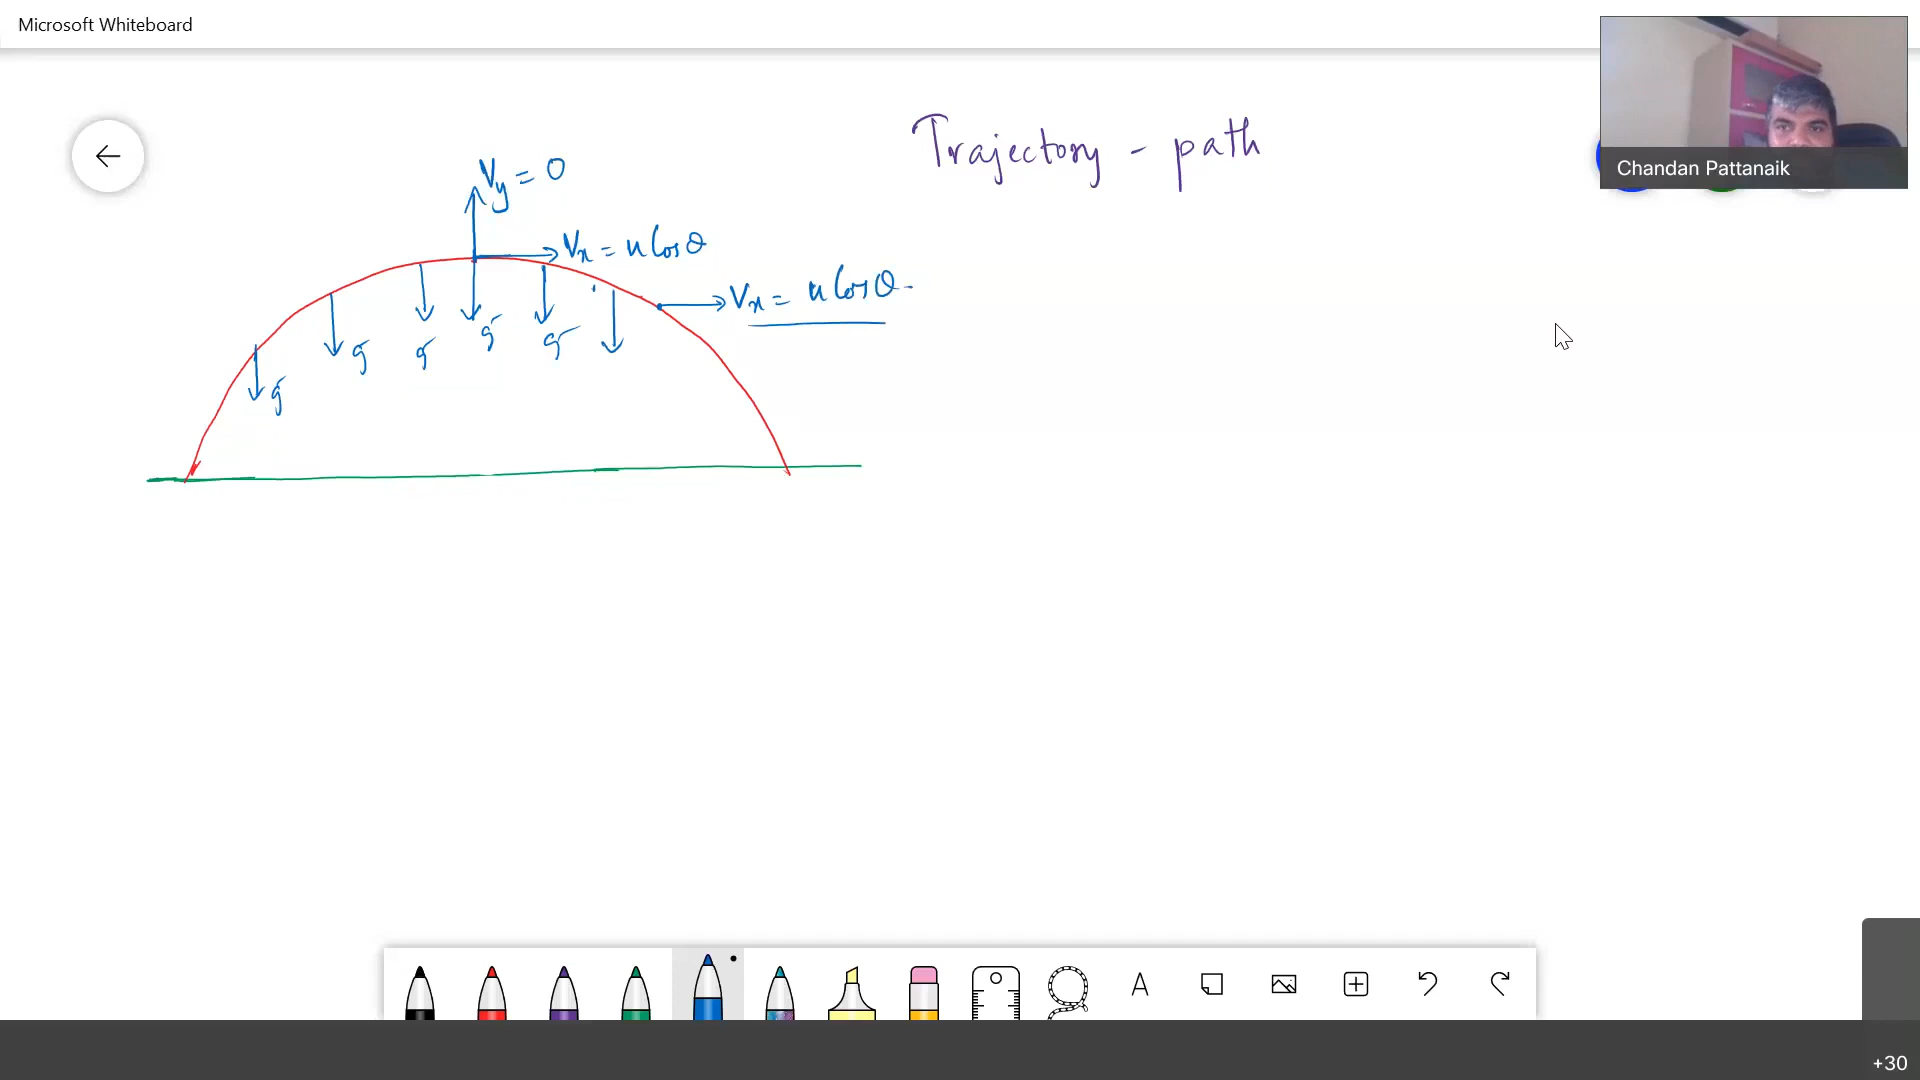 Microsoft Whiteboard
Trajectory - path
Chandan Pattanaik
Vy = 0
Vx = u Cos θ
Vx = u Cos θ.
g g g g g
g
A
+30